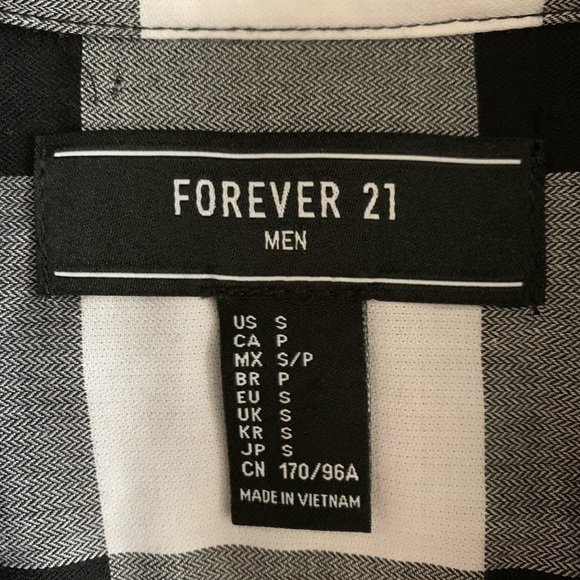 FOREVER 21
MEN
US S
CA P
MX S/P
BR P
EU S
UK S
KR S
JP S
CN 170/96A
MADE IN VIETNAM